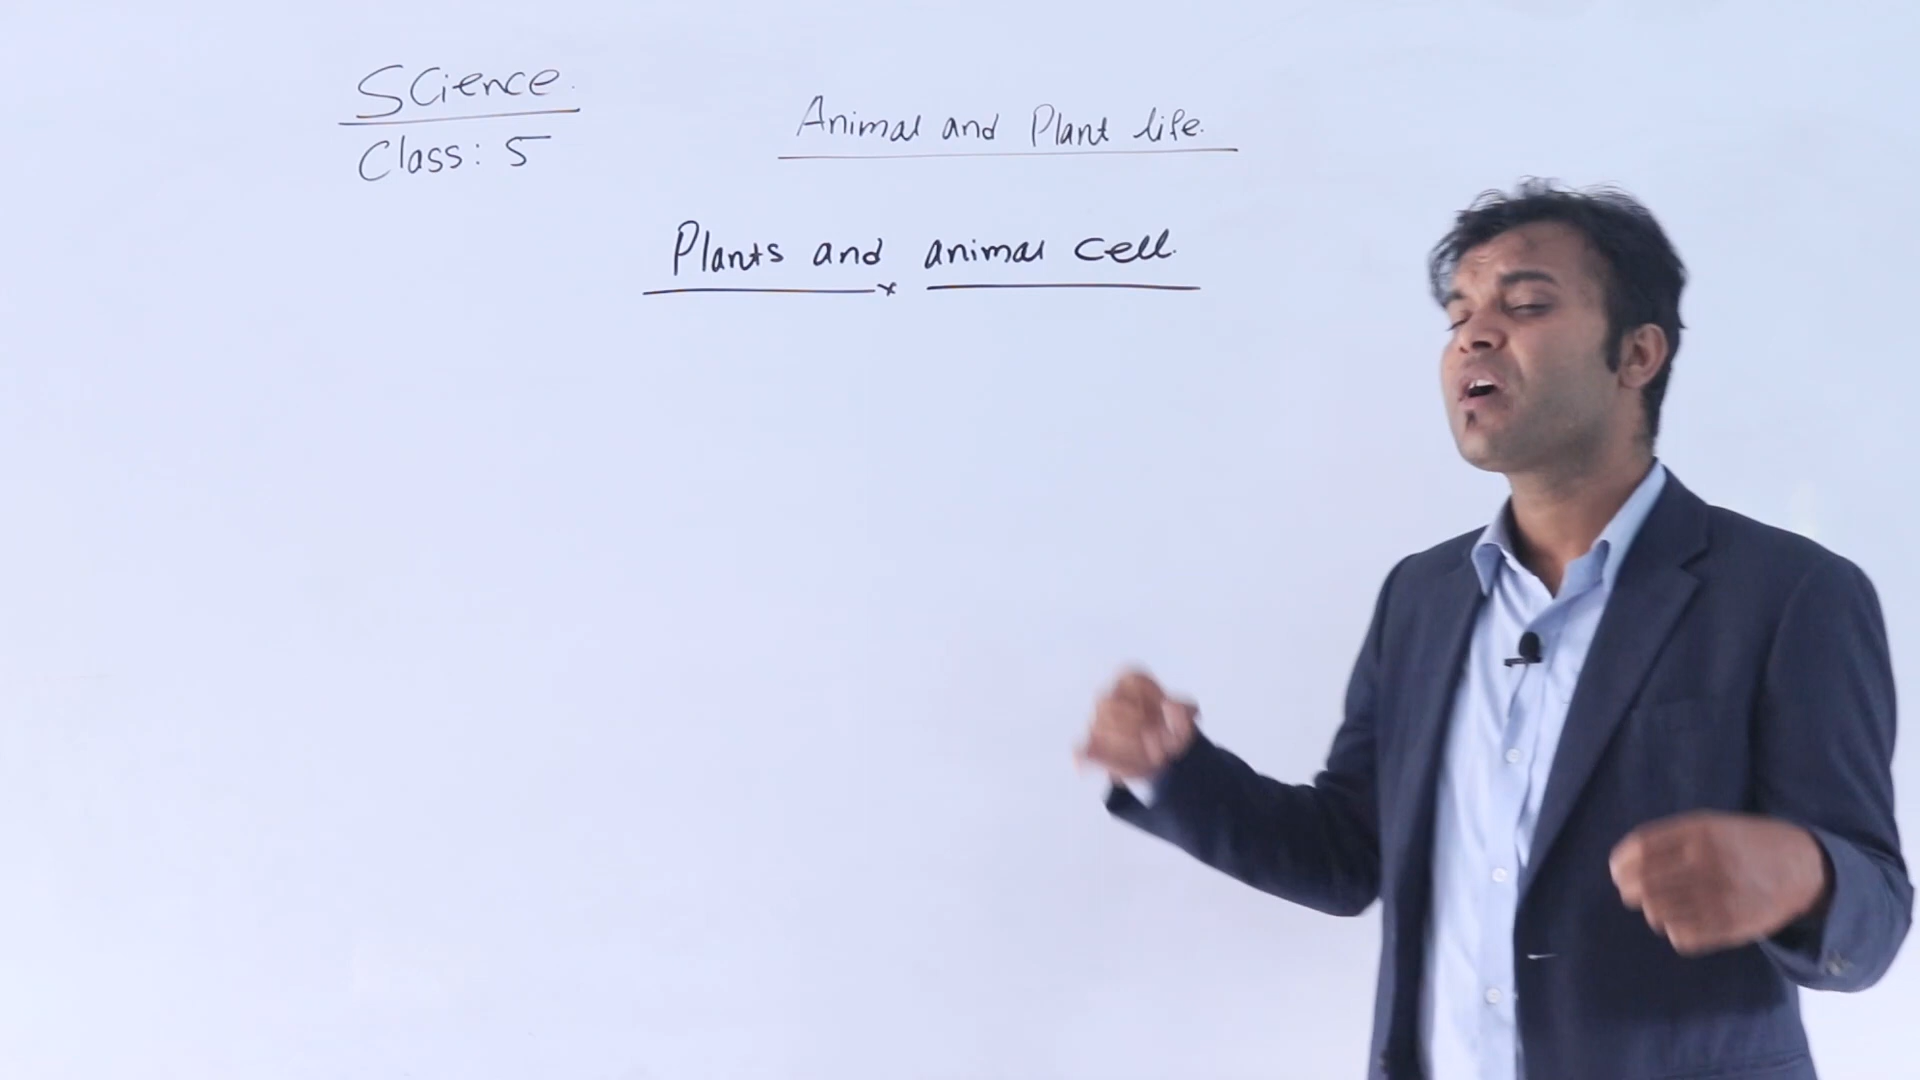 Science.
Class: 5
Animal and Plant life.
Plants and animal cell.